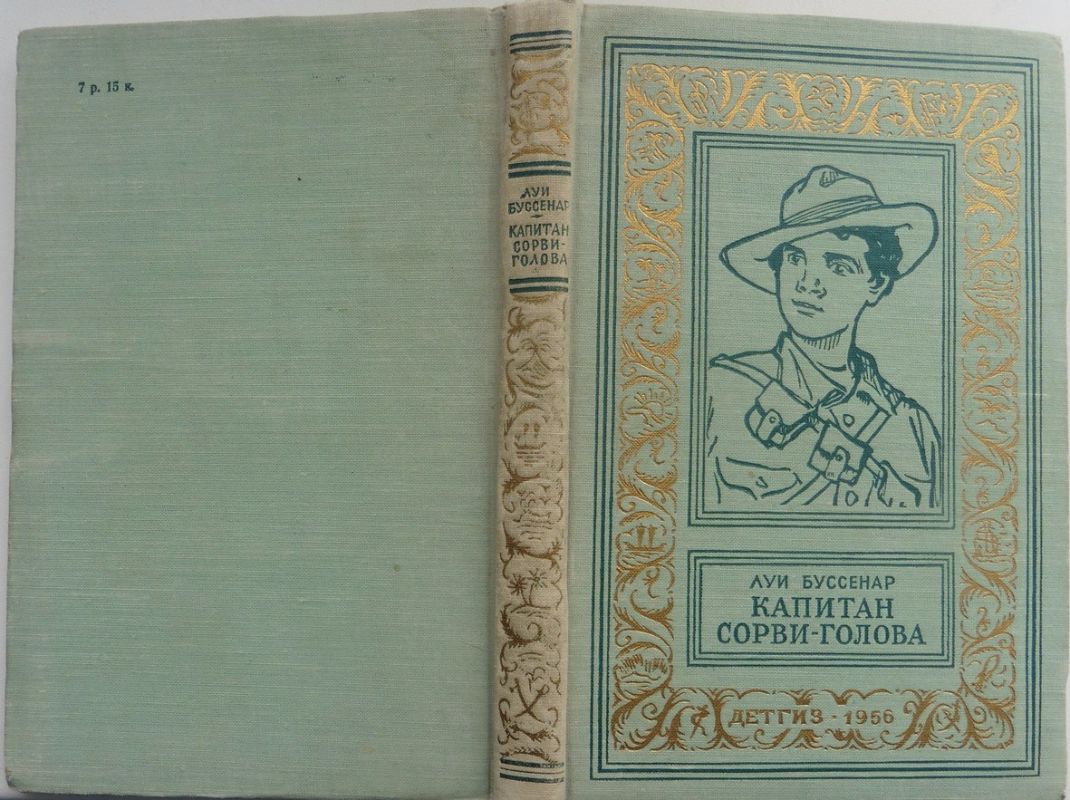 7 р. 15 к.
ЛУИ
БУССЕНАР
КАПИТАН
СОРВИ-
ГОЛОВА
ЛУИ БУССЕНАР
КАПИТАН
СОРВИ-ГОЛОВА
ДЕТГИЗ - 1956